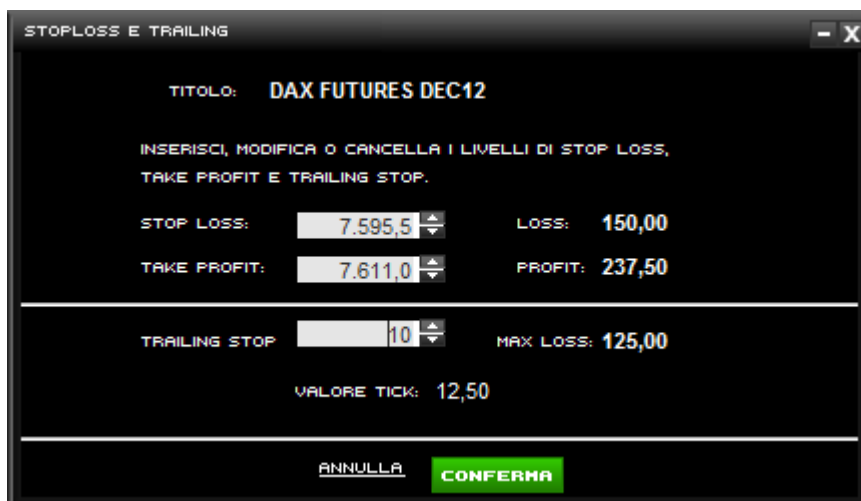 STOPLOSS E TRAILING
TITOLO: DAX FUTURES DEC12
INSERISCI, MODIFICA O CANCELLA I LIVELLI DI STOP LOSS,
TAKE PROFIT E TRAILING STOP.
STOP LOSS: 7.595,5 LOSS: 150,00
TAKE PROFIT: 7.611,0 PROFIT: 237,50
TRAILING STOP 10 MAX LOSS: 125,00
VALORE TICK: 12,50
ANNULLA CONFERMA